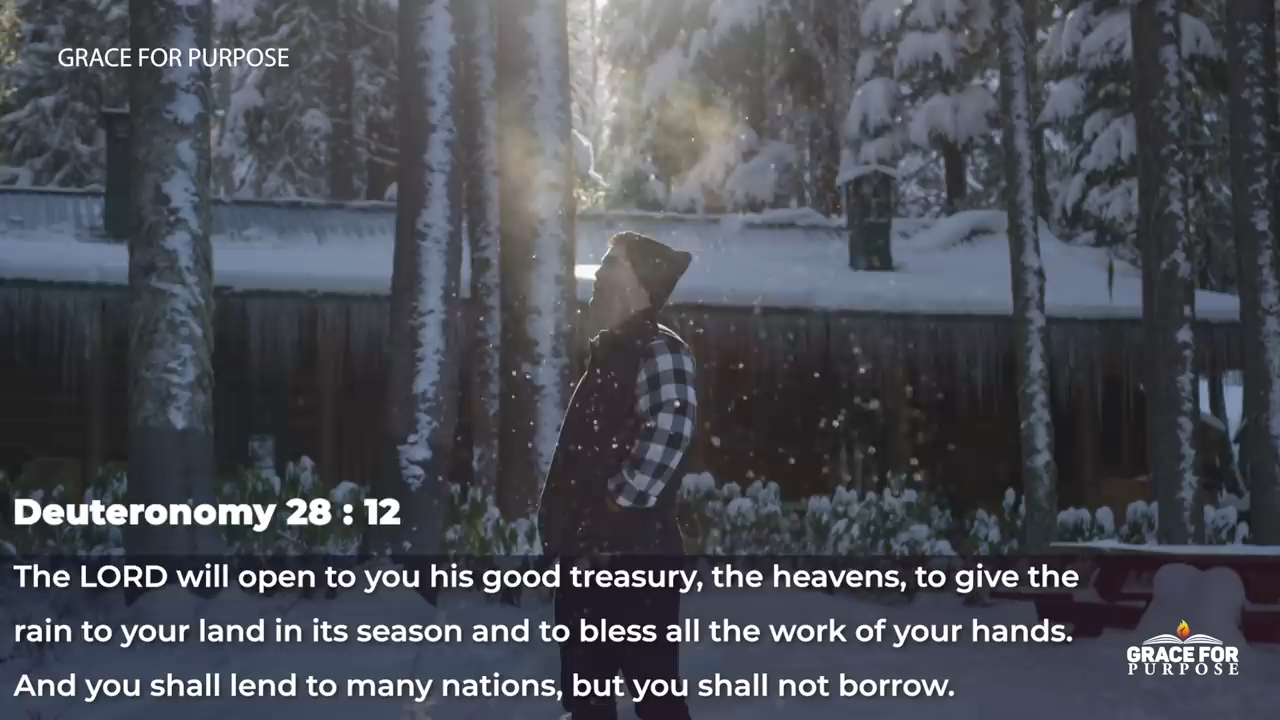 GRACE FOR PURPOSE
Deuteronomy 28 : 12
The LORD will open to you his good treasury, the heavens, to give the
rain to your land in its season and to bless all the work of your hands.
And you shall lend to many nations, but you shall not borrow.
GRACE FOR
PURPOSE